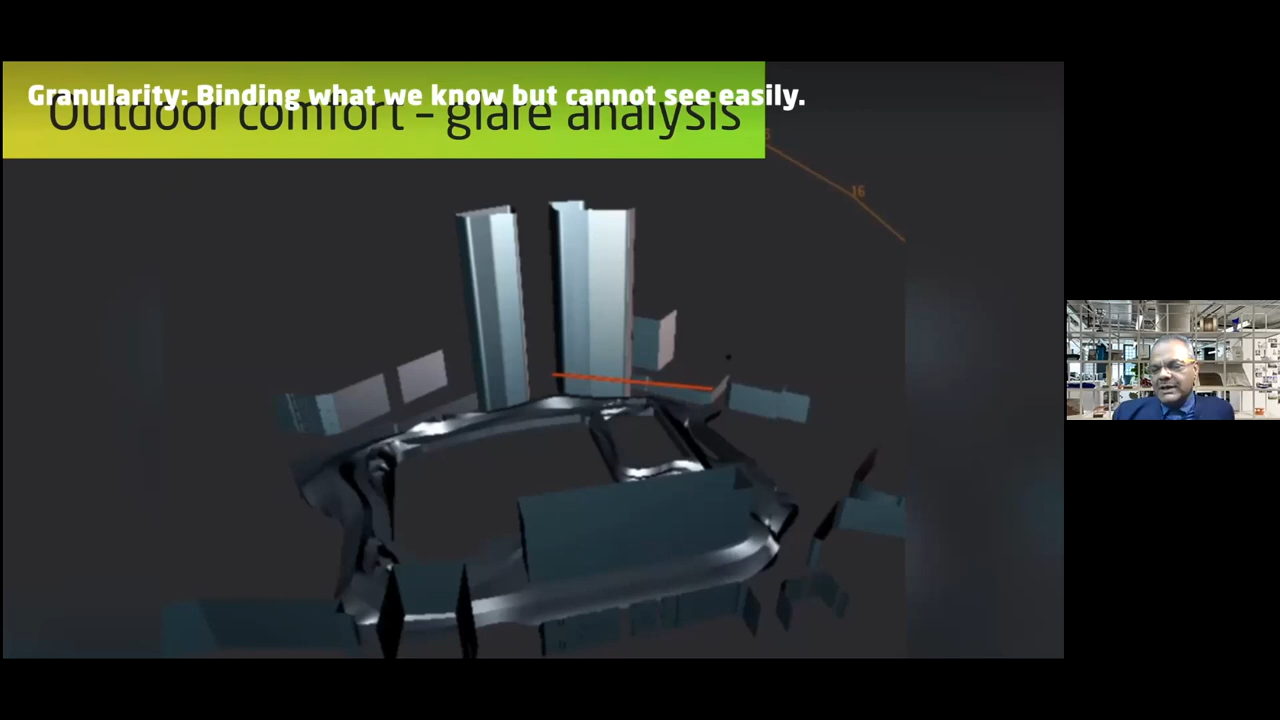 Granularity: Binding what we know but cannot see easily.
Outdoor comfort – glare analysis
16